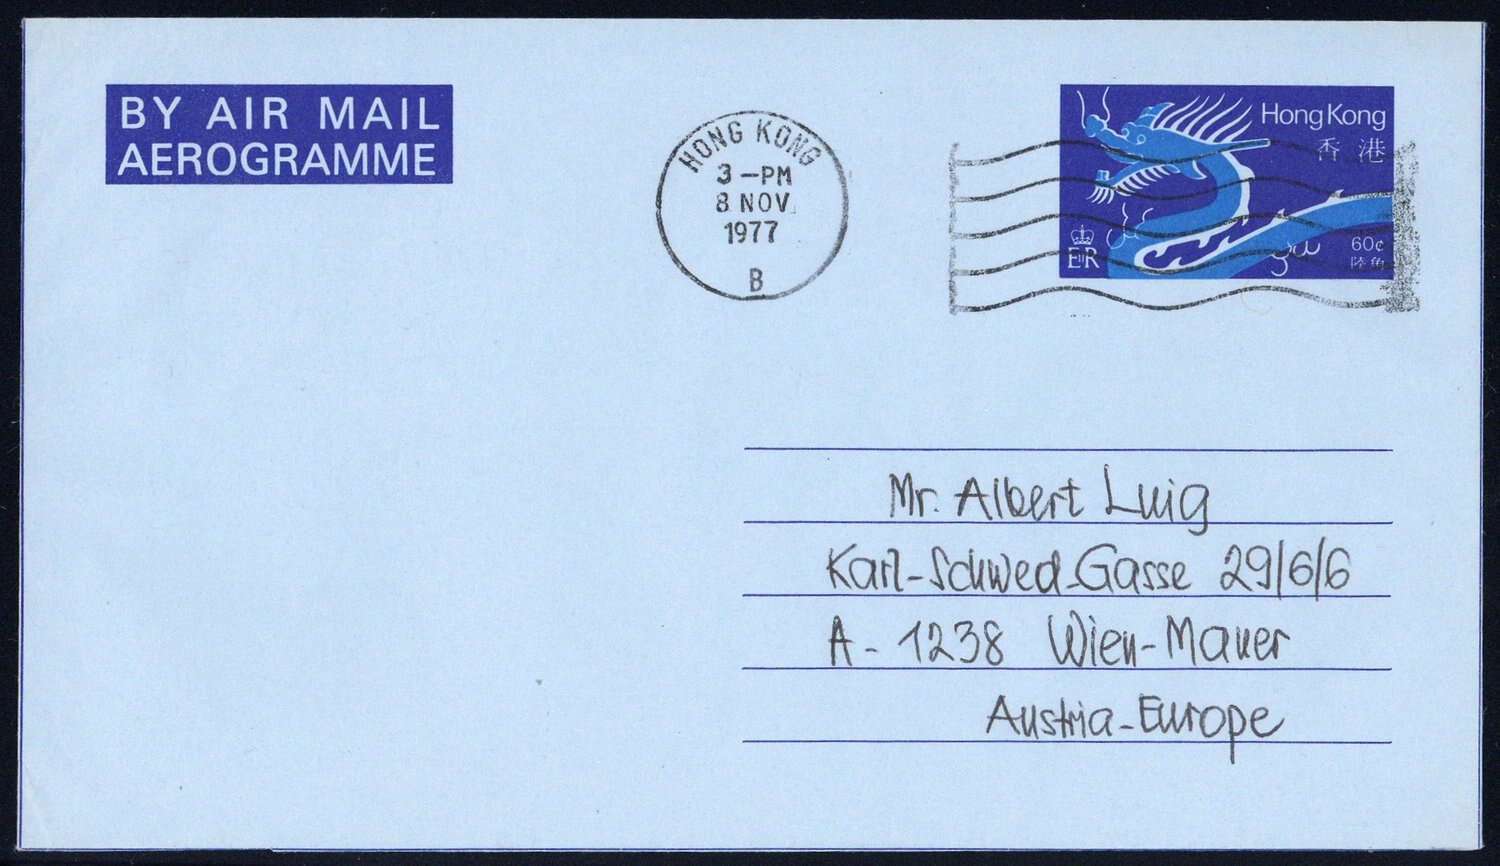 BY AIR MAIL
AEROGRAMME
HONG KONG
3-PM
8 NOV
1977
B
Hong Kong
香港
EIIR
60¢
陸角
Mr. Albert Luig
Karl-Schwed-Gasse 29/6/6
A-1238 Wien-Mauer
Austria-Europe